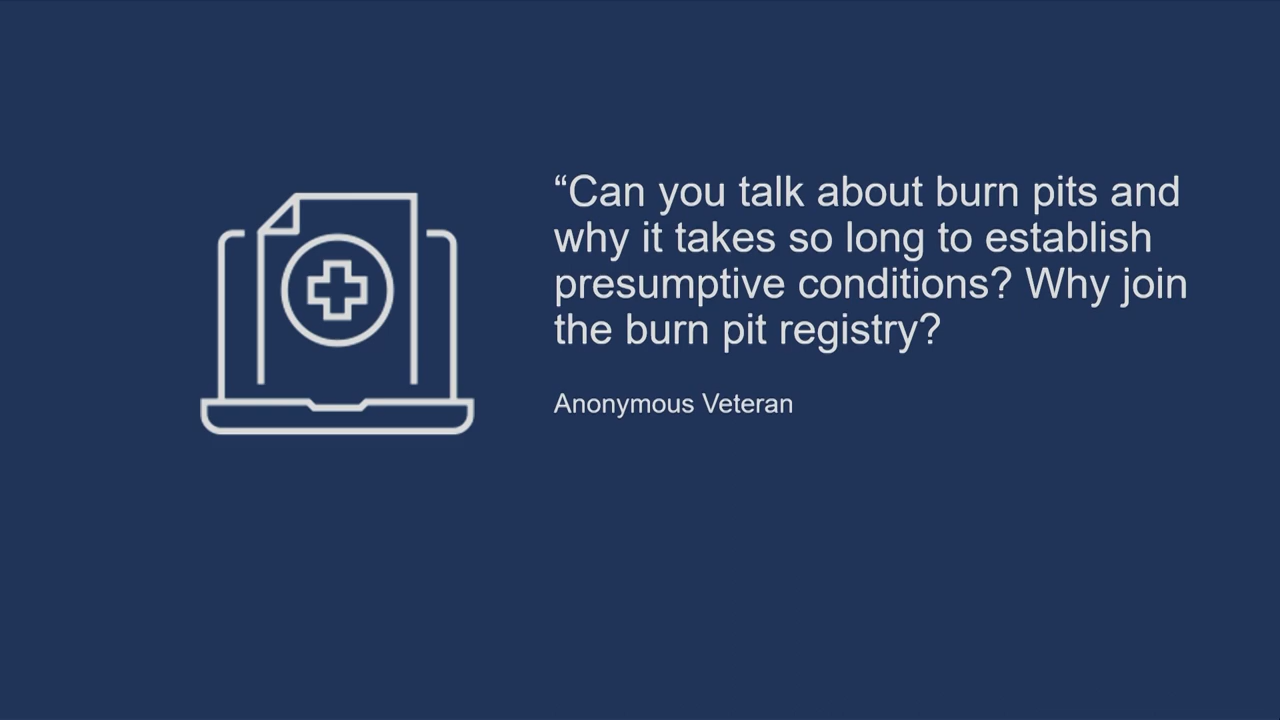 “Can you talk about burn pits and
why it takes so long to establish
presumptive conditions? Why join
the burn pit registry?
Anonymous Veteran